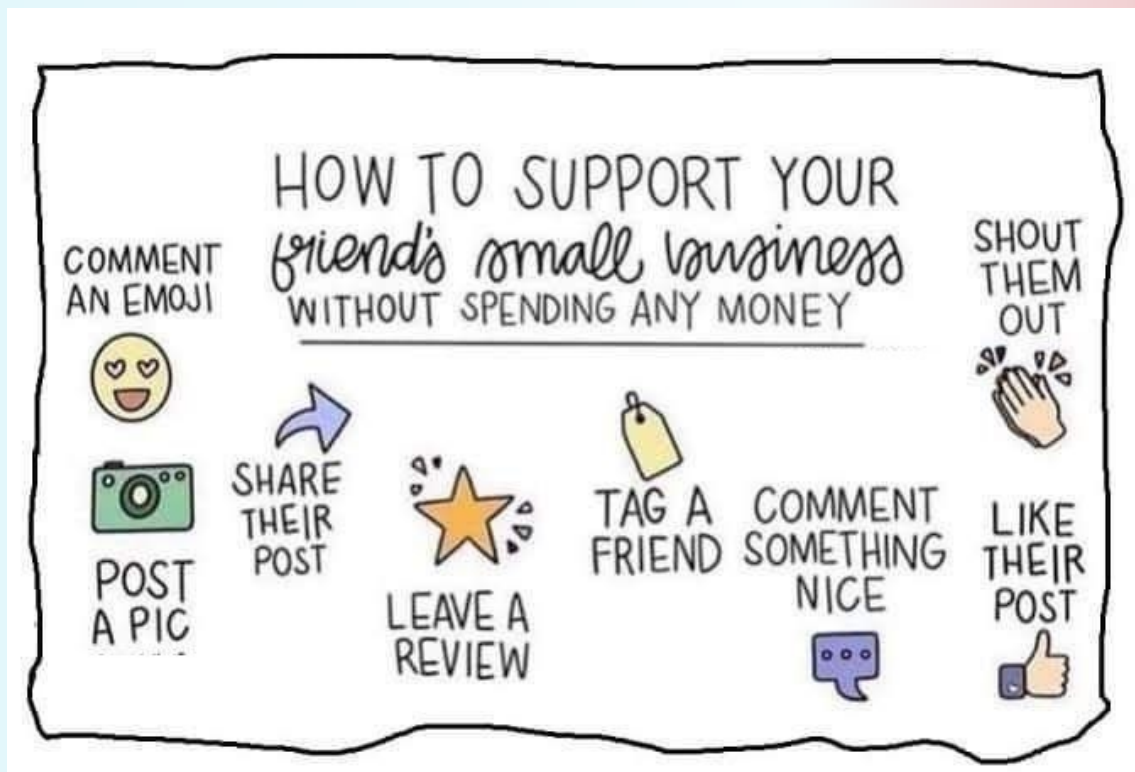 HOW TO SUPPORT YOUR
friend's small business
WITHOUT SPENDING ANY MONEY
COMMENT
AN EMOJI
SHOUT
THEM
OUT
POST
A PIC
SHARE
THEIR
POST
LEAVE A
REVIEW
TAG A
FRIEND
COMMENT
SOMETHING
NICE
LIKE
THEIR
POST